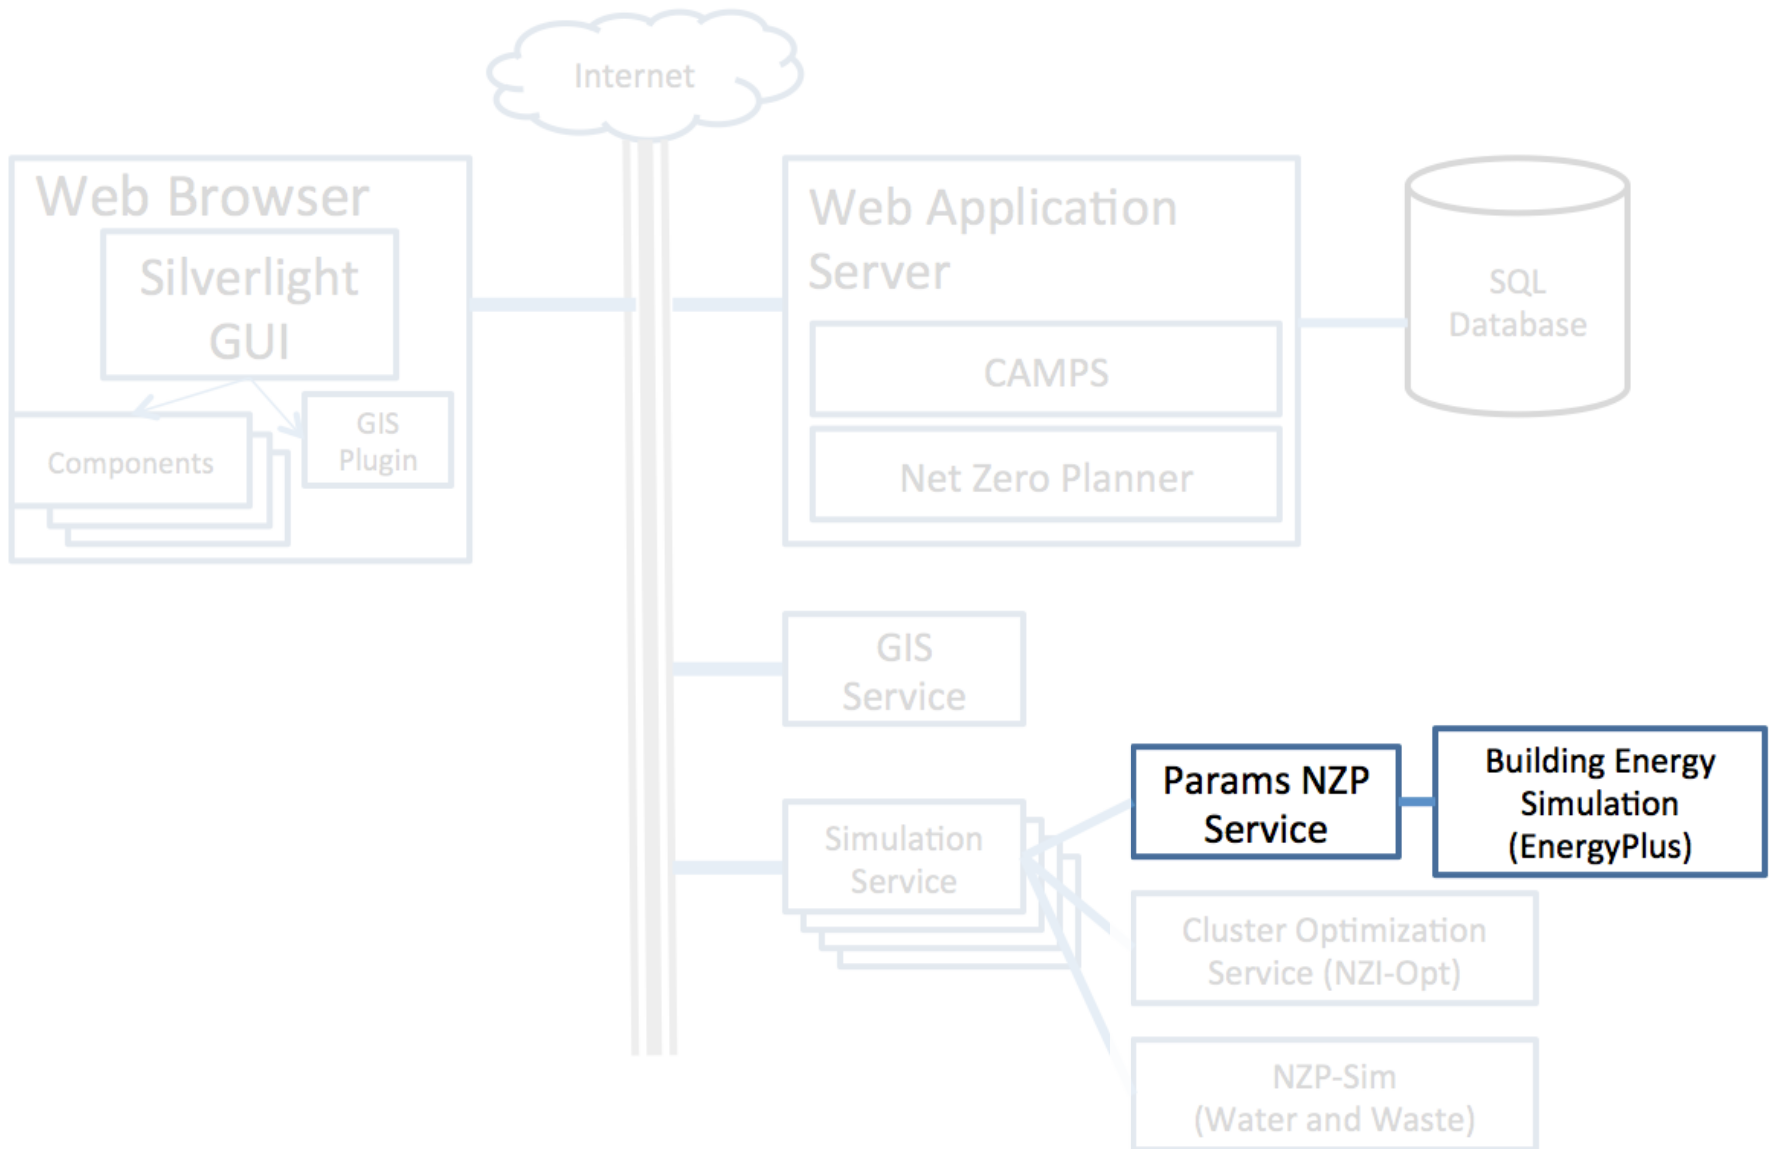 Internet
Web Browser
Silverlight
GUI
GIS
Plugin
Components
Web Application
Server
CAMPS
Net Zero Planner
SQL
Database
GIS
Service
Simulation
Service
Params NZP
Service
Building Energy
Simulation
(EnergyPlus)
Cluster Optimization
Service (NZI-Opt)
NZP-Sim
(Water and Waste)